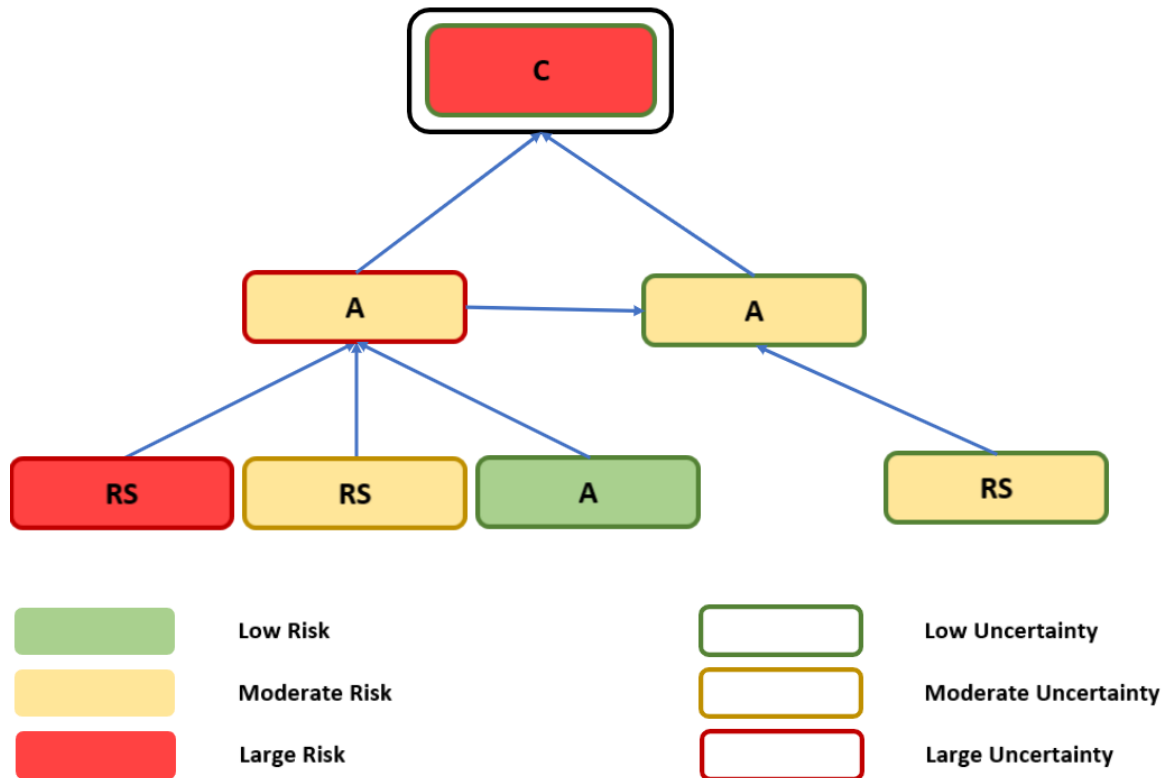 C
A
A
RS
RS
A
RS
Low Risk
Low Uncertainty
Moderate Risk
Moderate Uncertainty
Large Risk
Large Uncertainty